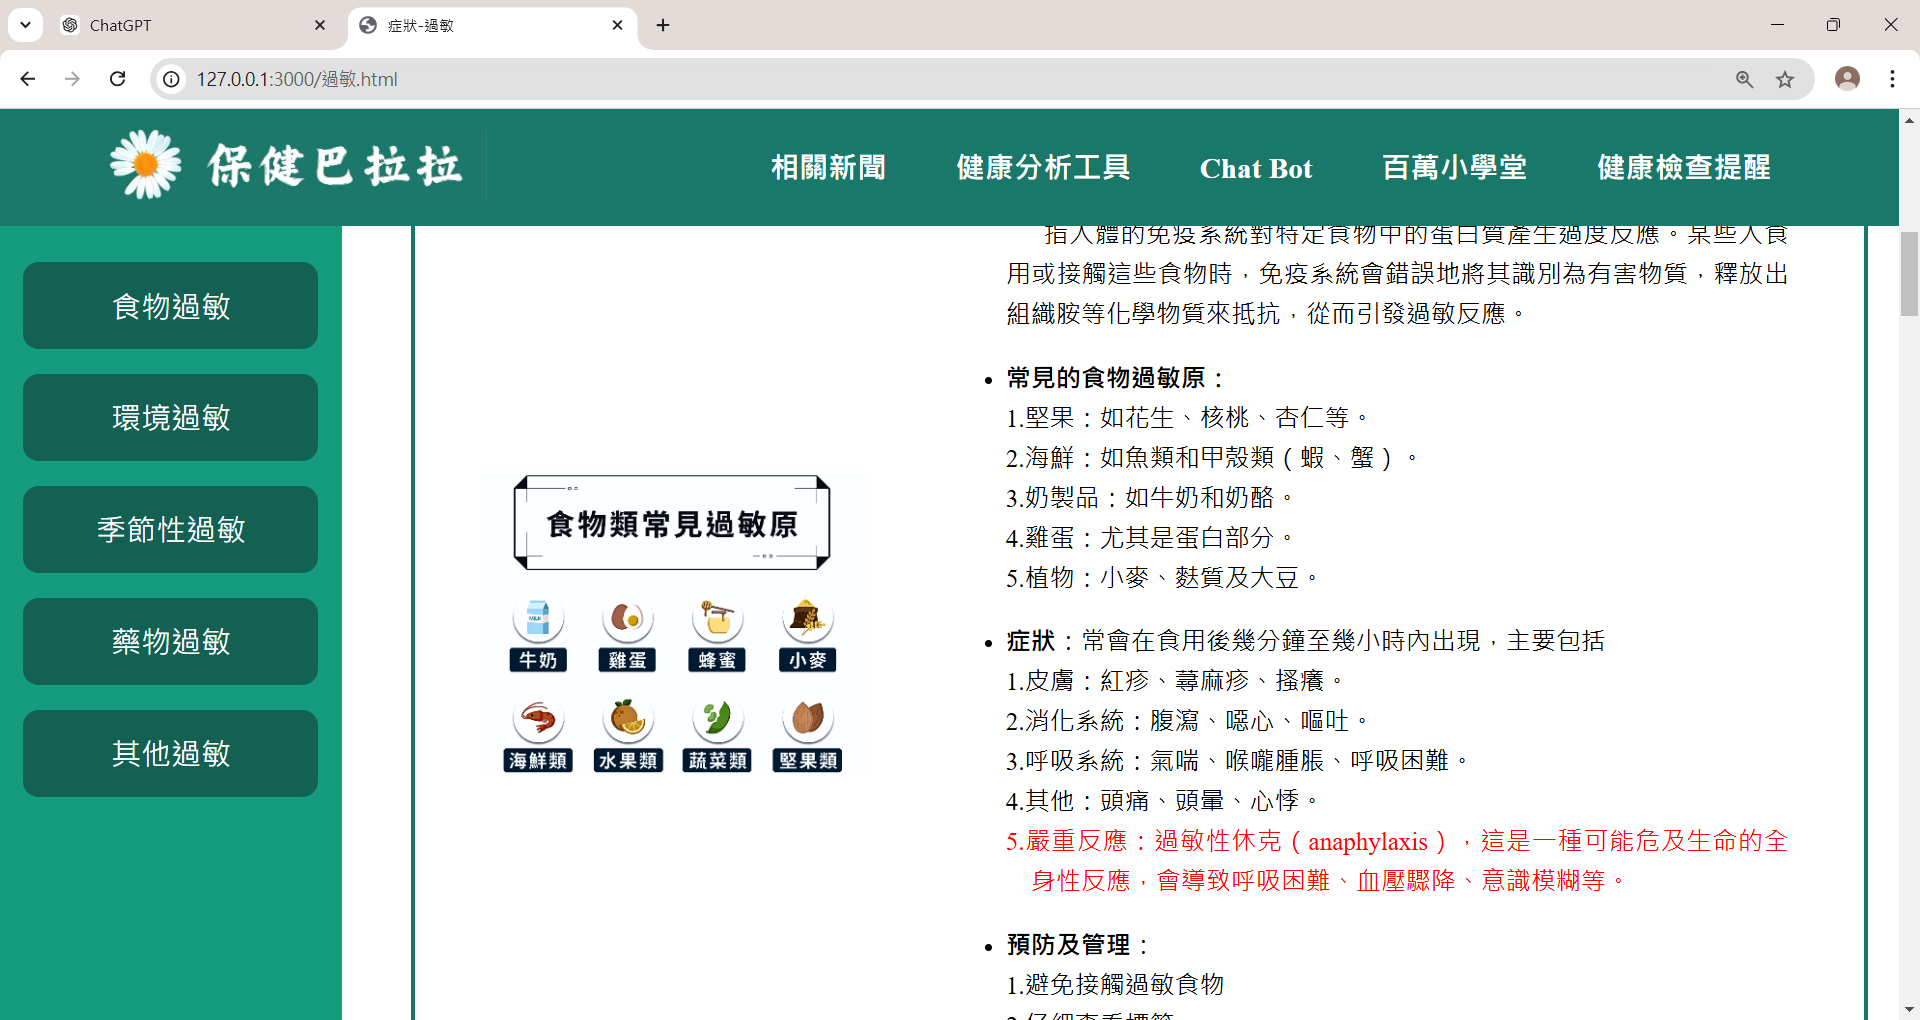 ChatGPT
症狀-過敏
127.0.0.1:3000/過敏.html
保健巴拉拉
相關新聞
健康分析工具
Chat Bot
百萬小學堂
健康檢查提醒
食物過敏
環境過敏
季節性過敏
藥物過敏
其他過敏
食物類常見過敏原
MILK
牛奶
雞蛋
蜂蜜
小麥
海鮮類
水果類
蔬菜類
堅果類
指人體的免疫系統對特定食物中的蛋白質產生過度反應。某些人食
用或接觸這些食物時，免疫系統會錯誤地將其識別為有害物質，釋放出
組織胺等化學物質來抵抗，從而引發過敏反應。
• 常見的食物過敏原：
1.堅果：如花生、核桃、杏仁等。
2.海鮮：如魚類和甲殼類（蝦、蟹）。
3.奶製品：如牛奶和奶酪。
4.雞蛋：尤其是蛋白部分。
5.植物：小麥、麩質及大豆。
• 症狀：常會在食用後幾分鐘至幾小時內出現，主要包括
1.皮膚：紅疹、蕁麻疹、搔癢。
2.消化系統：腹瀉、噁心、嘔吐。
3.呼吸系統：氣喘、喉嚨腫脹、呼吸困難。
4.其他：頭痛、頭暈、心悸。
5.嚴重反應：過敏性休克（anaphylaxis），這是一種可能危及生命的全
身性反應，會導致呼吸困難、血壓驟降、意識模糊等。
• 預防及管理：
1.避免接觸過敏食物
2.仔細查看標籤